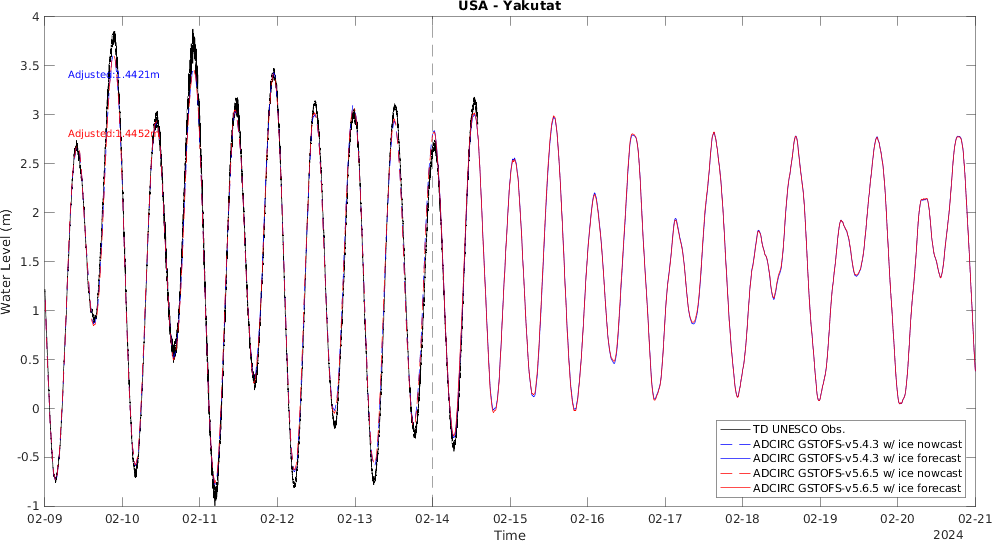 USA - Yakutat
4
3.5
3
2.5
2
1.5
1
0.5
0
-0.5
-1
Water Level (m)
Adjusted:1.4421m
Adjusted:1.4452m
TD UNESCO Obs.
ADCIRC GSTOFS-v5.4.3 w/ ice nowcast
ADCIRC GSTOFS-v5.4.3 w/ ice forecast
ADCIRC GSTOFS-v5.6.5 w/ ice nowcast
ADCIRC GSTOFS-v5.6.5 w/ ice forecast
02-09 02-10 02-11 02-12 02-13 02-14 02-15 02-16 02-17 02-18 02-19 02-20 02-21
Time
2024